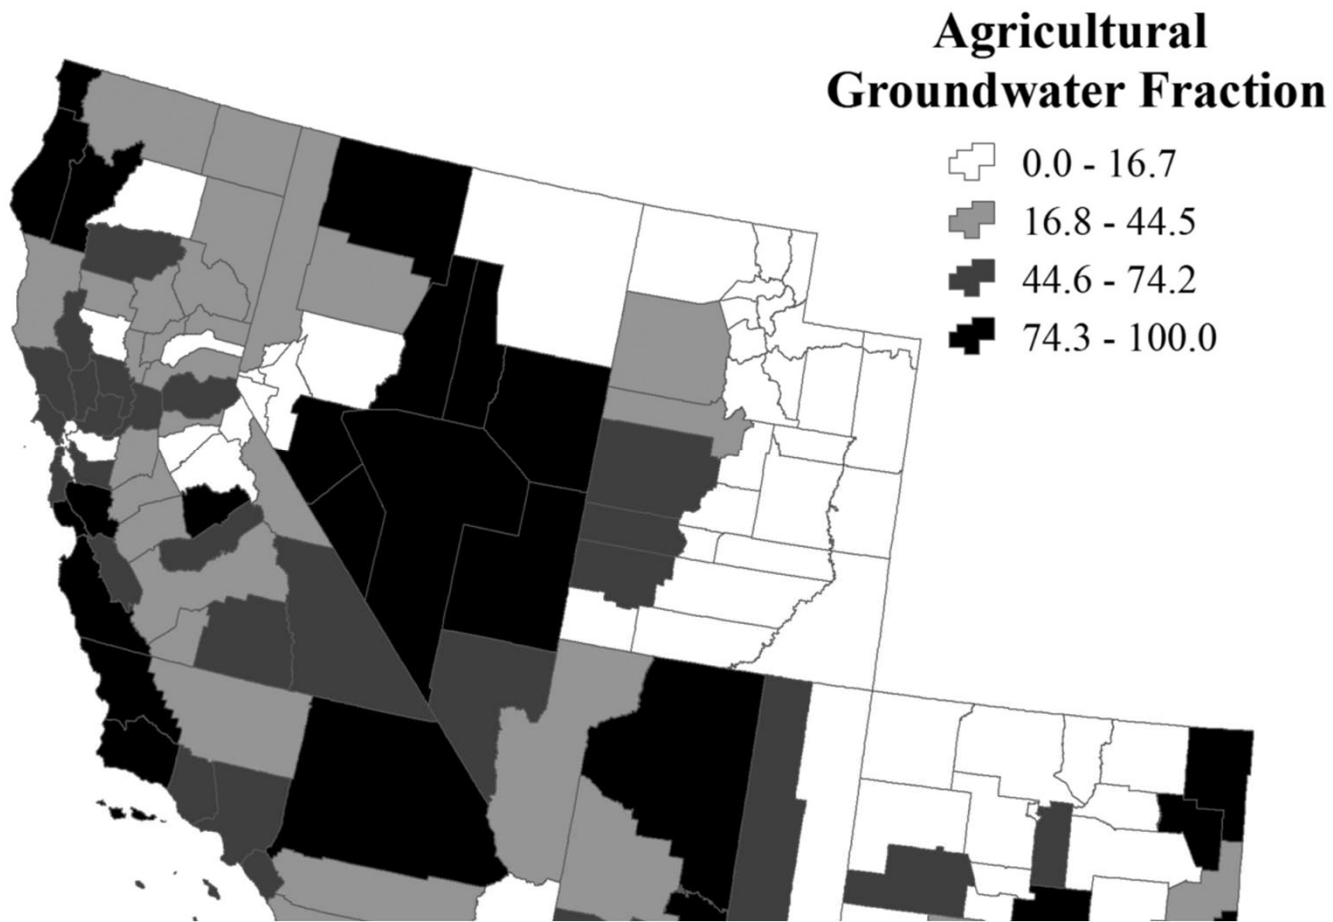 Agricultural
Groundwater Fraction
0.0 - 16.7
16.8 - 44.5
44.6 - 74.2
74.3 - 100.0